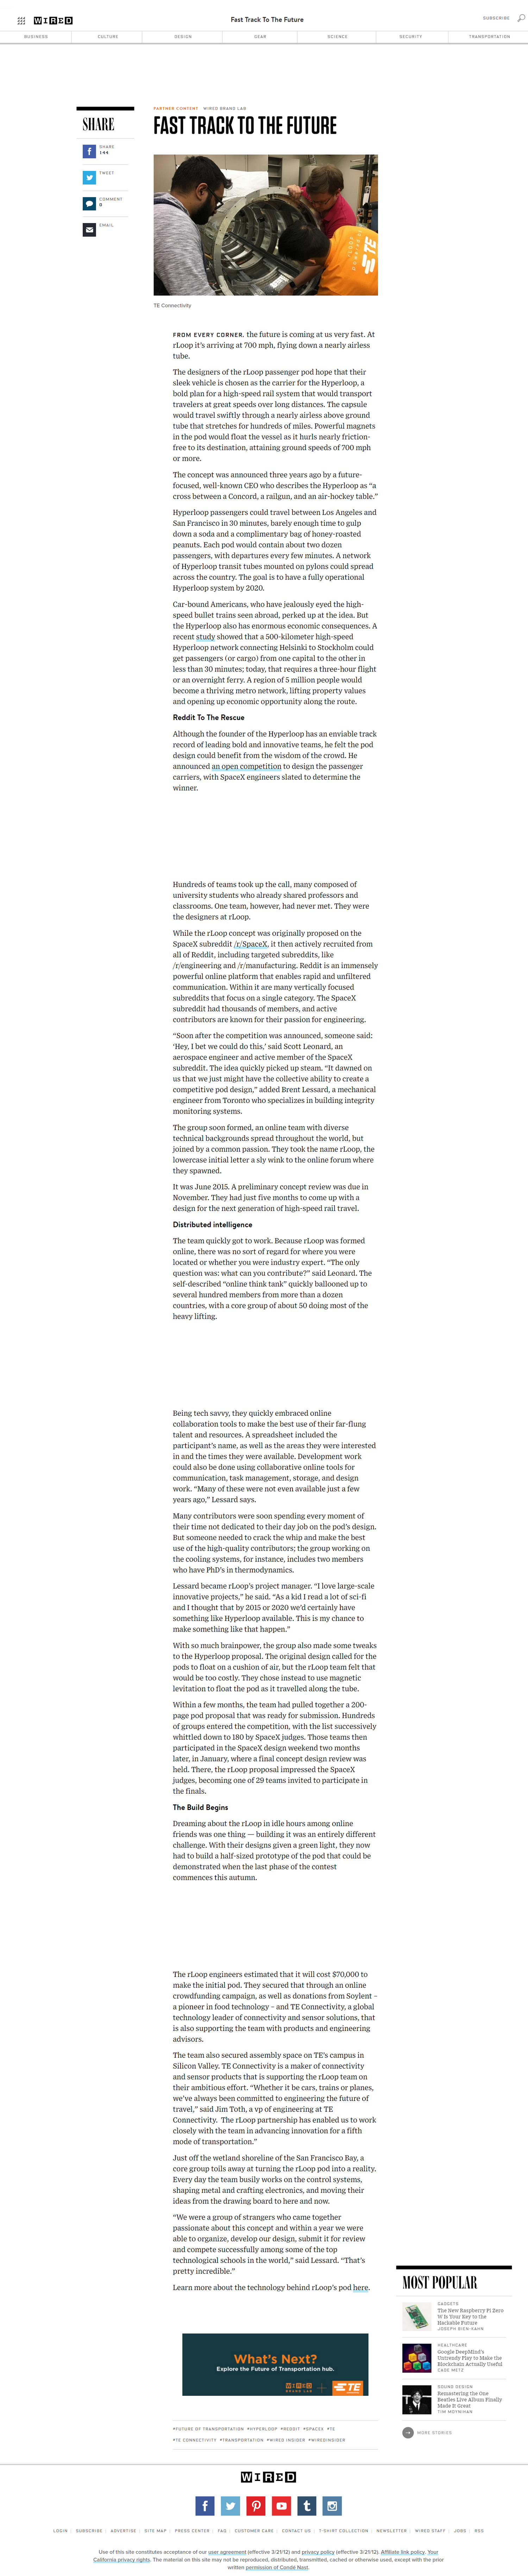 WIRED
Fast Track To The Future
SUBSCRIBE
BUSINESS
CULTURE
DESIGN
GEAR
SCIENCE
SECURITY
TRANSPORTATION
SHARE
SHARE
144
TWEET
COMMENT
0
EMAIL
PARTNER CONTENT WIRED BRAND LAB
FAST TRACK TO THE FUTURE
TE
TE Connectivity
FROM EVERY CORNER, the future is coming at us very fast. At
rLoop it's arriving at 700 mph, flying down a nearly airless
tube.
The designers of the rLoop passenger pod hope that their
sleek vehicle is chosen as the carrier for the Hyperloop, a
bold plan for a high-speed rail system that would transport
travelers at great speeds over long distances. The capsule
would travel swiftly through a nearly airless above ground
tube that stretches for hundreds of miles. Powerful magnets
in the pod would float the vessel as it hurls nearly friction-
free to its destination, attaining ground speeds of 700 mph
or more.
The concept was announced three years ago by a future-
focused, well-known CEO who describes the Hyperloop as “a
cross between a Concord, a railgun, and an air-hockey table.”
Hyperloop passengers could travel between Los Angeles and
San Francisco in 30 minutes, barely enough time to gulp
down a soda and a complimentary bag of honey-roasted
peanuts. Each pod would contain about two dozen
passengers, with departures every few minutes. A network
of Hyperloop transit tubes mounted on pylons could spread
across the country. The goal is to have a fully operational
Hyperloop system by 2020.
Car-bound Americans, who have jealously eyed the high-
speed bullet trains seen abroad, perked up at the idea. But
the Hyperloop also has enormous economic consequences. A
recent study showed that a 500-kilometer high-speed
Hyperloop network connecting Helsinki to Stockholm could
get passengers (or cargo) from one capital to the other in
less than 30 minutes; today, that requires a three-hour flight
or an overnight ferry. A region of 5 million people would
become a thriving metro network, lifting property values
and opening up economic opportunity along the route.
Reddit To The Rescue
Although the founder of the Hyperloop has an enviable track
record of leading bold and innovative teams, he felt the pod
design could benefit from the wisdom of the crowd. He
announced an open competition to design the passenger
carriers, with SpaceX engineers slated to determine the
winner.
Hundreds of teams took up the call, many composed of
university students who already shared professors and
classrooms. One team, however, had never met. They were
the designers at rLoop.
While the rLoop concept was originally proposed on the
SpaceX subreddit /r/SpaceX, it then actively recruited from
all of Reddit, including targeted subreddits, like
/r/engineering and /r/manufacturing. Reddit is an immensely
powerful online platform that enables rapid and unfiltered
communication. Within it are many vertically focused
subreddits that focus on a single category. The SpaceX
subreddit had thousands of members, and active
contributors are known for their passion for engineering.
“Soon after the competition was announced, someone said:
‘Hey, I bet we could do this,’ said Scott Leonard, an
aerospace engineer and active member of the SpaceX
subreddit. The idea quickly picked up steam. “It dawned on
us that we just might have the collective ability to create a
competitive pod design,” added Brent Lessard, a mechanical
engineer from Toronto who specializes in building integrity
monitoring systems.
The group soon formed, an online team with diverse
technical backgrounds spread throughout the world, but
joined by a common passion. They took the name rLoop, the
lowercase initial letter a sly wink to the online forum where
they spawned.
It was June 2015. A preliminary concept review was due in
November. They had just five months to come up with a
design for the next generation of high-speed rail travel.
Distributed intelligence
The team quickly got to work. Because rLoop was formed
online, there was no sort of regard for where you were
located or whether you were industry expert. “The only
question was: what can you contribute?” said Leonard. The
self-described “online think tank” quickly ballooned up to
several hundred members from more than a dozen
countries, with a core group of about 50 doing most of the
heavy lifting.
Being tech savvy, they quickly embraced online
collaboration tools to make the best use of their far-flung
talent and resources. A spreadsheet included the
participant's name, as well as the areas they were interested
in and the times they were available. Development work
could also be done using collaborative online tools for
communication, task management, storage, and design
work. “Many of these were not even available just a few
years ago,” Lessard says.
Many contributors were soon spending every moment of
their time not dedicated to their day job on the pod's design.
But someone needed to crack the whip and make the best
use of the high-quality contributors; the group working on
the cooling systems, for instance, includes two members
who have PhD's in thermodynamics.
Lessard became rLoop's project manager. “I love large-scale
innovative projects,” he said. “As a kid I read a lot of sci-fi
and I thought that by 2015 or 2020 we'd certainly have
something like Hyperloop available. This is my chance to
make something like that happen.”
With so much brainpower, the group also made some tweaks
to the Hyperloop proposal. The original design called for the
pods to float on a cushion of air, but the rLoop team felt that
would be too costly. They chose instead to use magnetic
levitation to float the pod as it travelled along the tube.
Within a few months, the team had pulled together a 200-
page pod proposal that was ready for submission. Hundreds
of groups entered the competition, with the list successively
whittled down to 180 by SpaceX judges. Those teams then
participated in the SpaceX design weekend two months
later, in January, where a final concept design review was
held. There, the rLoop proposal impressed the SpaceX
judges, becoming one of 29 teams invited to participate in
the finals.
The Build Begins
Dreaming about the rLoop in idle hours among online
friends was one thing — building it was an entirely different
challenge. With their designs given a green light, they now
had to build a half-sized prototype of the pod that could be
demonstrated when the last phase of the contest
commences this autumn.
The rLoop engineers estimated that it will cost $70,000 to
make the initial pod. They secured that through an online
crowdfunding campaign, as well as donations from Soylent –
a pioneer in food technology – and TE Connectivity, a global
technology leader of connectivity and sensor solutions, that
is also supporting the team with products and engineering
advisors.
The team also secured assembly space on TE's campus in
Silicon Valley. TE Connectivity is a maker of connectivity
and sensor products that is supporting the rLoop team on
their ambitious effort. “Whether it be cars, trains or planes,
we've always been committed to engineering the future of
travel,” said Jim Toth, a vp of engineering at TE
Connectivity. The rLoop partnership has enabled us to work
closely with the team in advancing innovation for a fifth
mode of transportation.”
Just off the wetland shoreline of the San Francisco Bay, a
core group toils away at turning the rLoop pod into a reality.
Every day the team busily works on the control systems,
shaping metal and crafting electronics, and moving their
ideas from the drawing board to here and now.
“We were a group of strangers who came together
passionate about this concept and within a year we were
able to organize, develop our design, submit it for review
and compete successfully among some of the top
technological schools in the world,” said Lessard. “That's
pretty incredible.”
Learn more about the technology behind rLoop's pod here.
What's Next?
Explore the Future of Transportation hub.
WIRED
BRAND LAB
TE
#FUTURE OF TRANSPORTATION #HYPERLOOP #REDDIT #SPACEX #TE
#TE CONNECTIVITY #TRANSPORTATION #WIRED INSIDER #WIREDINSIDER
MOST POPULAR
GADGETS
The New Raspberry Pi Zero
W Is Your Key to the
Hackable Future
JOSEPH BIEN-KAHN
HEALTHCARE
Google DeepMind's
Untrendy Play to Make the
Blockchain Actually Useful
CADE METZ
SOUND DESIGN
Remastering the One
Beatles Live Album Finally
Made It Great
TIM MOYNIHAN
MORE STORIES
WIRED
LOGIN
SUBSCRIBE
ADVERTISE
SITE MAP
PRESS CENTER
FAQ
CUSTOMER CARE
CONTACT US
T-SHIRT COLLECTION
NEWSLETTER
WIRED STAFF
JOBS
RSS
Use of this site constitutes acceptance of our user agreement (effective 3/21/12) and privacy policy (effective 3/21/12). Affiliate link policy. Your
California privacy rights. The material on this site may not be reproduced, distributed, transmitted, cached or otherwise used, except with the prior
written permission of Condé Nast.